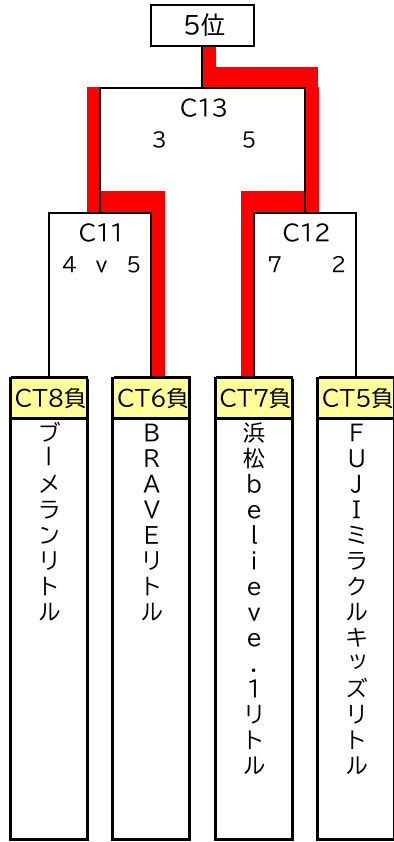 5位
C13
3 5
C11
4 v 5
C12
7 2
CT8負
CT6負
CT7負
CT5負
ブーメランリトル
BRAVEリトル
浜松believe.1リトル
FUJIミラクルキッズリトル